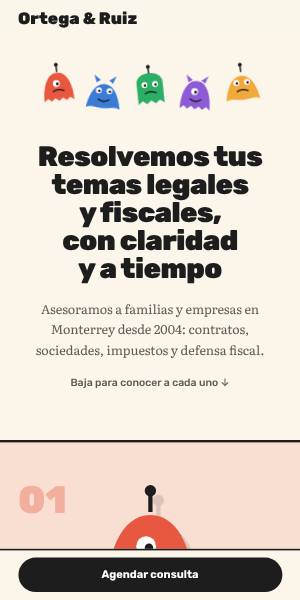 Ortega & Ruiz
Resolvemos tus
temas legales
y fiscales,
con claridad
y a tiempo
Asesoramos a familias y empresas en
Monterrey desde 2004: contratos,
sociedades, impuestos y defensa fiscal.
Baja para conocer a cada uno ↓
01
Agendar consulta